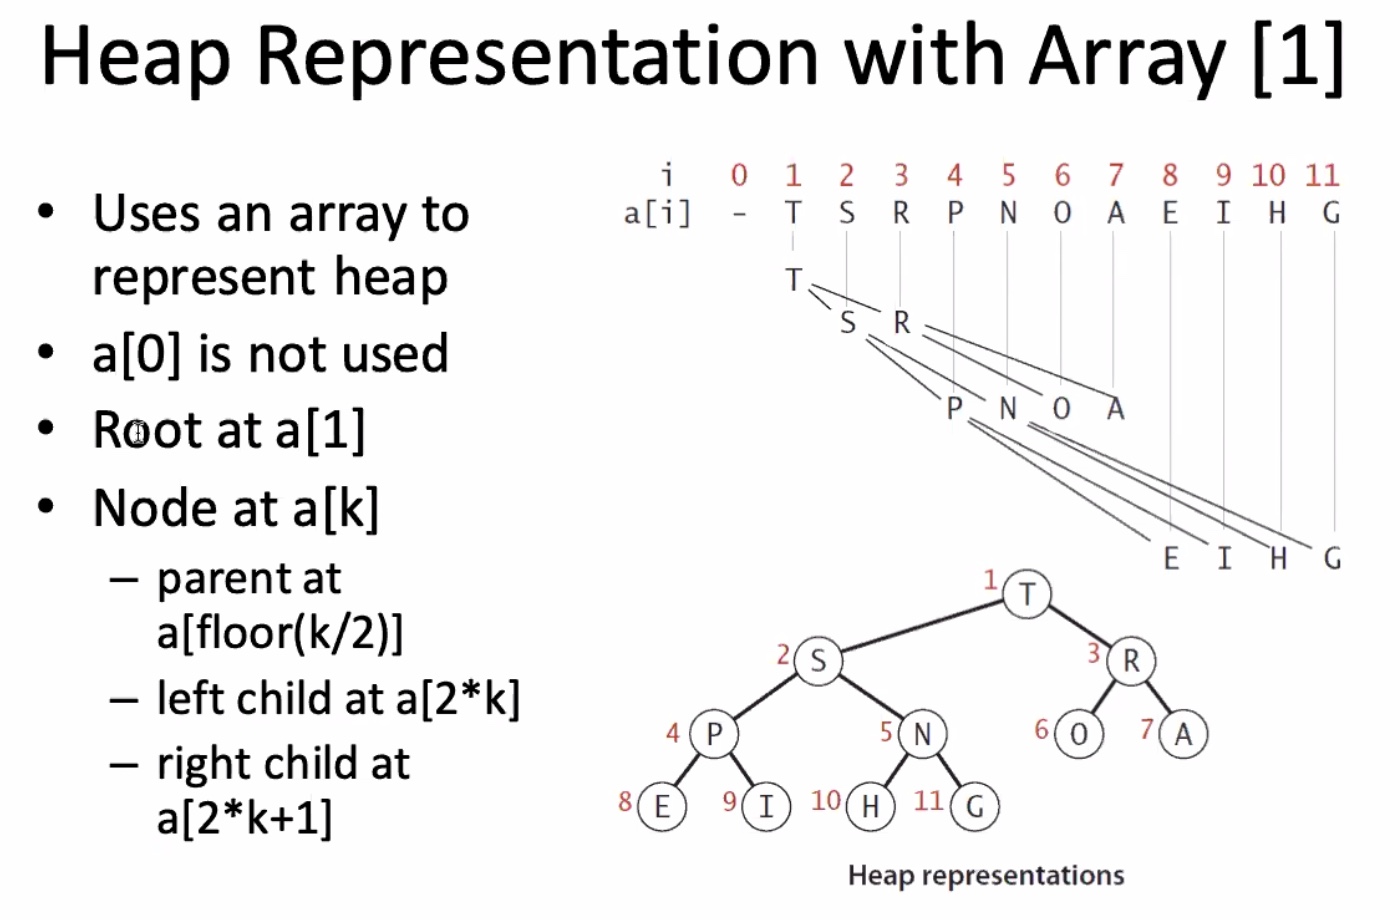 Heap Representation with Array [1]
• Uses an array to
represent heap
• a[0] is not used
• Root at a[1]
• Node at a[k]
– parent at
a[floor(k/2)]
– left child at a[2*k]
– right child at
a[2*k+1]
i 0 1 2 3 4 5 6 7 8 9 10 11
a[i] - T S R P N O A E I H G
T
S R
P N O A
E I H G
1 T
2 S 3 R
4 P 5 N 6 O 7 A
8 E 9 I 10 H 11 G
Heap representations